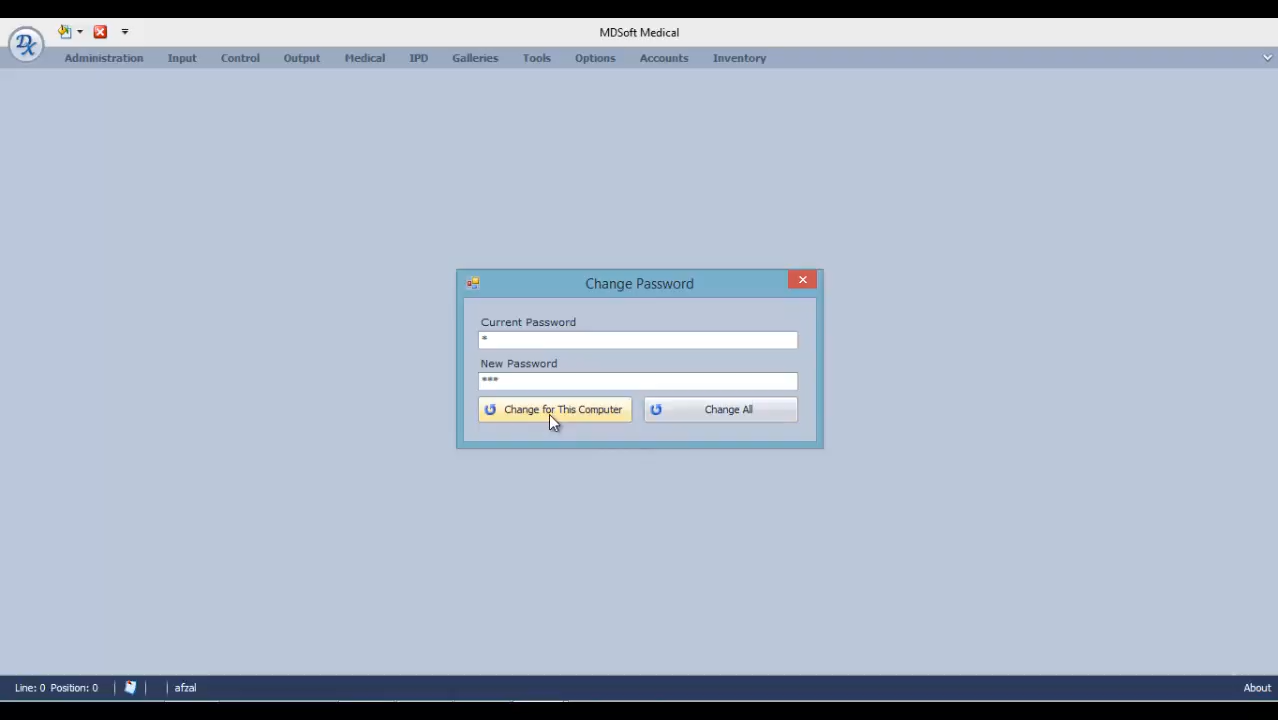 MDSoft Medical
Administration Input Control Output Medical IPD Galleries Tools Options Accounts Inventory
Change Password
Current Password
*
New Password
***
Change for This Computer Change All
Line: 0 Position: 0 afzal About